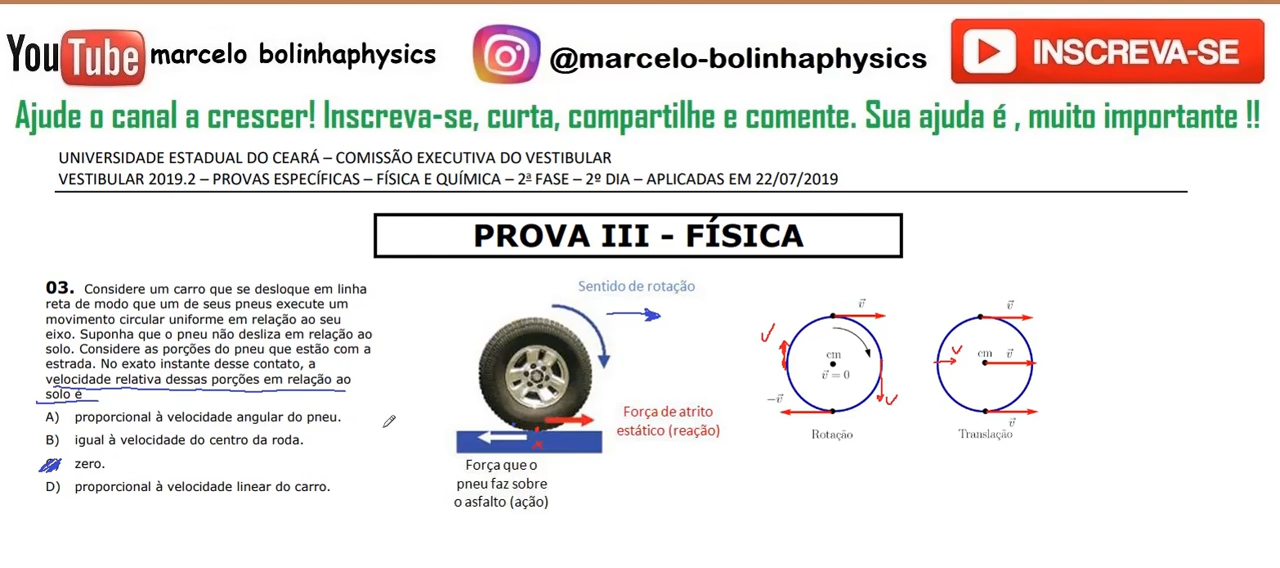 YouTube marcelo bolinhaphysics
@marcelo-bolinhaphysics
INSCREVA-SE
Ajude o canal a crescer! Inscreva-se, curta, compartilhe e comente. Sua ajuda é , muito importante !!
UNIVERSIDADE ESTADUAL DO CEARÁ – COMISSÃO EXECUTIVA DO VESTIBULAR
VESTIBULAR 2019.2 – PROVAS ESPECÍFICAS – FÍSICA E QUÍMICA – 2ª FASE – 2º DIA – APLICADAS EM 22/07/2019
PROVA III - FÍSICA
03. Considere um carro que se desloque em linha
reta de modo que um de seus pneus execute um
movimento circular uniforme em relação ao seu
eixo. Suponha que o pneu não desliza em relação ao
solo. Considere as porções do pneu que estão com a
estrada. No exato instante desse contato, a
velocidade relativa dessas porções em relação ao
solo é
A) proporcional à velocidade angular do pneu.
B) igual à velocidade do centro da roda.
zero.
D) proporcional à velocidade linear do carro.
Sentido de rotação
Força de atrito
estático (reação)
Força que o
pneu faz sobre
o asfalto (ação)
v⃗
v
cm
v⃗ = 0
-v⃗
v
Rotação
v⃗
v
cm v⃗
v⃗
Translação